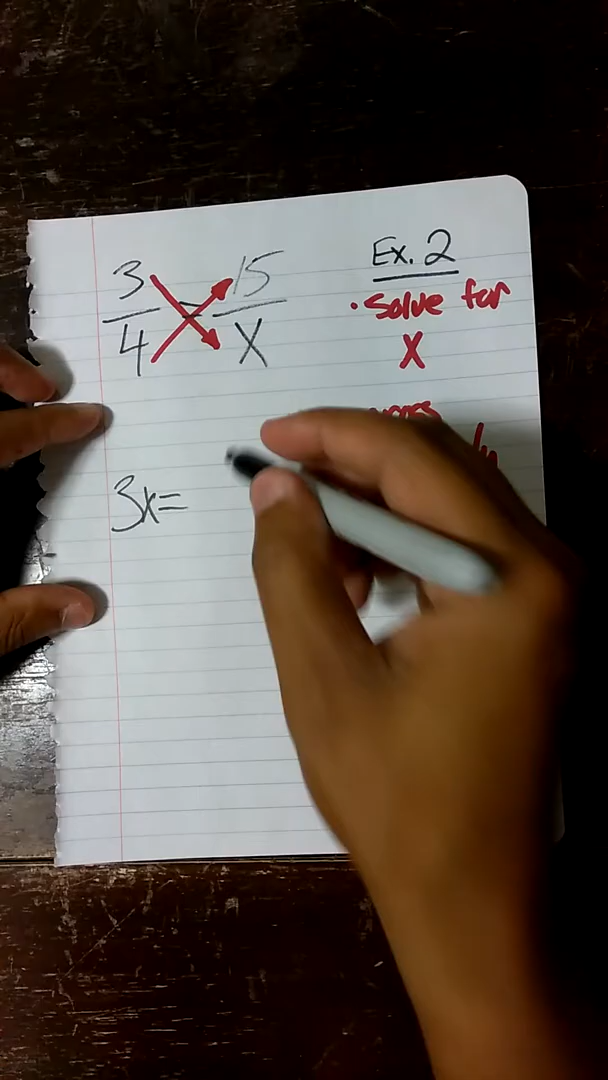 3/4 = 15/x
Ex. 2
• Solve for
X
3x=